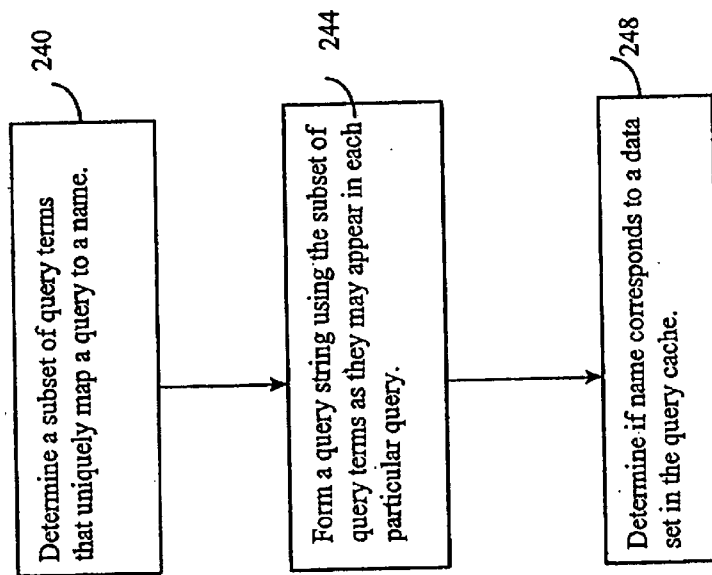 240
Determine a subset of query terms
that uniquely map a query to a name.
244
Form a query string using the subset of
query terms as they may appear in each
particular query.
248
Determine if name corresponds to a data
set in the query cache.